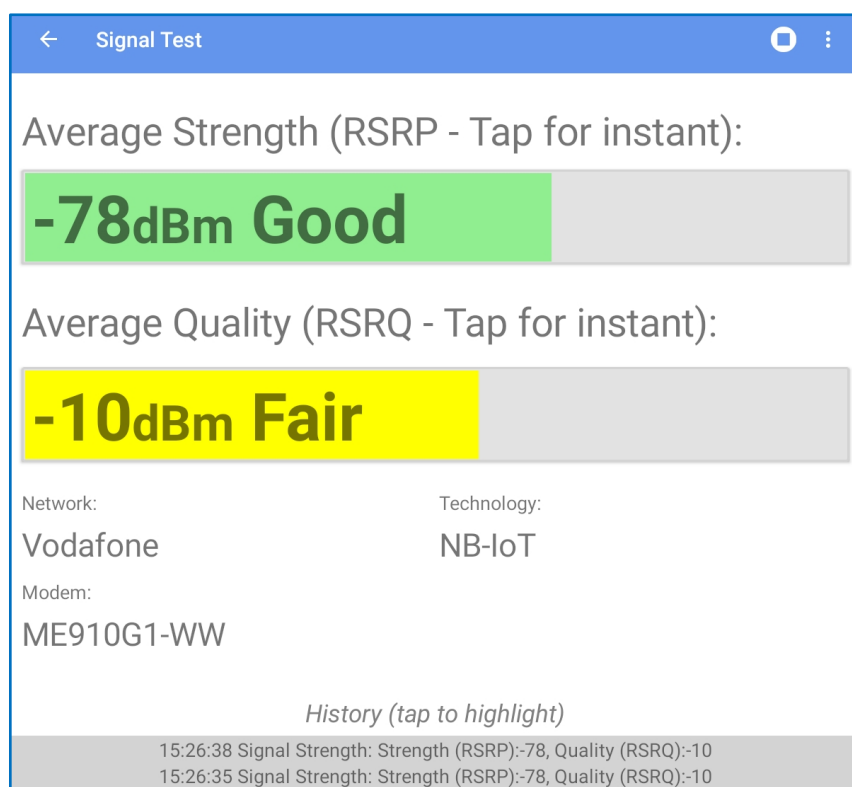 Signal Test
Average Strength (RSRP - Tap for instant):
-78dBm Good
Average Quality (RSRQ - Tap for instant):
-10dBm Fair
Network:
Technology:
Vodafone
NB-IoT
Modem:
ME910G1-WW
History (tap to highlight)
15:26:38 Signal Strength: Strength (RSRP):-78, Quality (RSRQ):-10
15:26:35 Signal Strength: Strength (RSRP):-78, Quality (RSRQ):-10